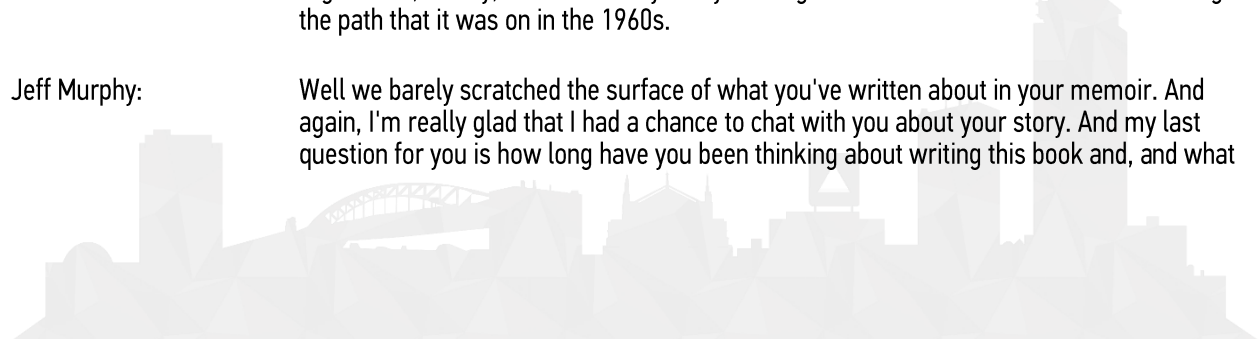 the path that it was on in the 1960s.
Jeff Murphy: Well we barely scratched the surface of what you've written about in your memoir. And
again, I'm really glad that I had a chance to chat with you about your story. And my last
question for you is how long have you been thinking about writing this book and, and what